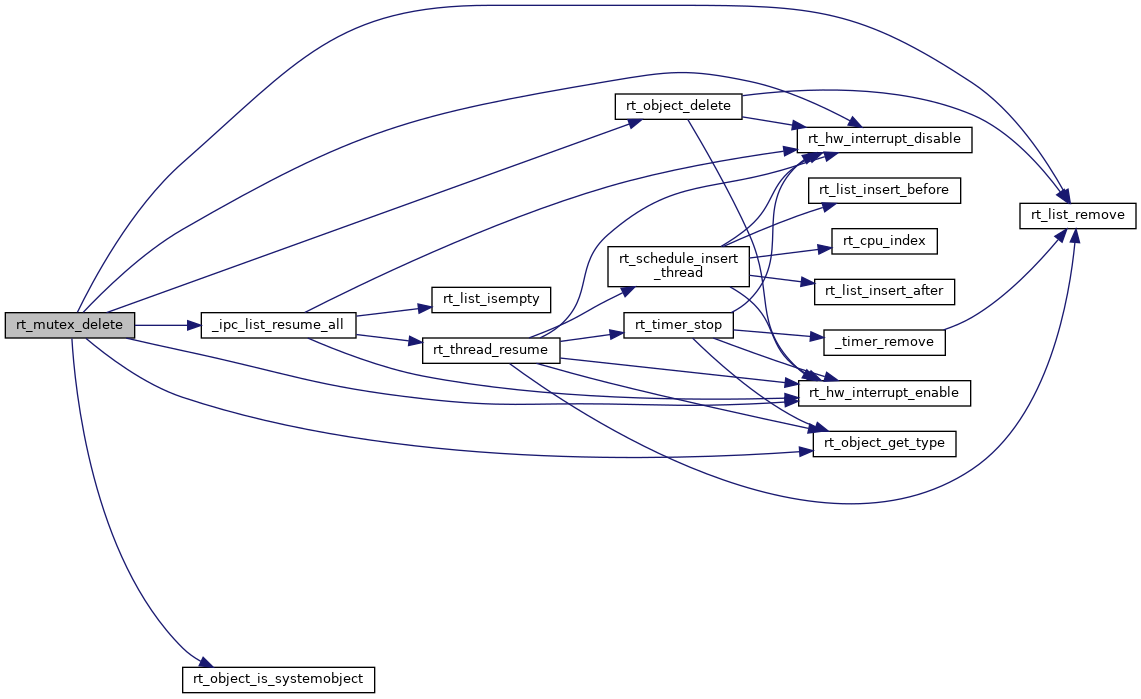 rt_object_delete
rt_hw_interrupt_disable
rt_list_insert_before
rt_list_remove
rt_cpu_index
rt_schedule_insert
_thread
rt_list_insert_after
rt_list_isempty
rt_mutex_delete
_ipc_list_resume_all
rt_timer_stop
_timer_remove
rt_thread_resume
rt_hw_interrupt_enable
rt_object_get_type
rt_object_is_systemobject